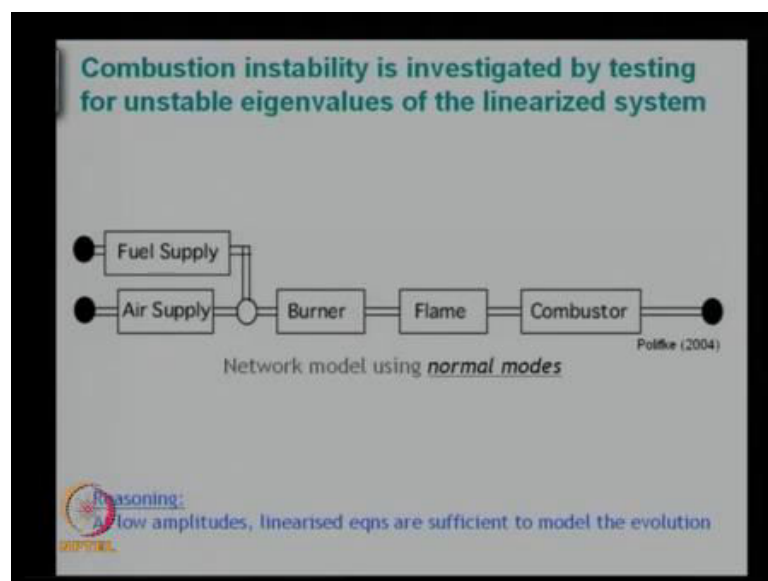 Combustion instability is investigated by testing
for unstable eigenvalues of the linearized system
Fuel Supply
Air Supply
Burner
Flame
Combustor
Polifke (2004)
Network model using normal modes
Reasoning:
At low amplitudes, linearised eqns are sufficient to model the evolution
NPTEL